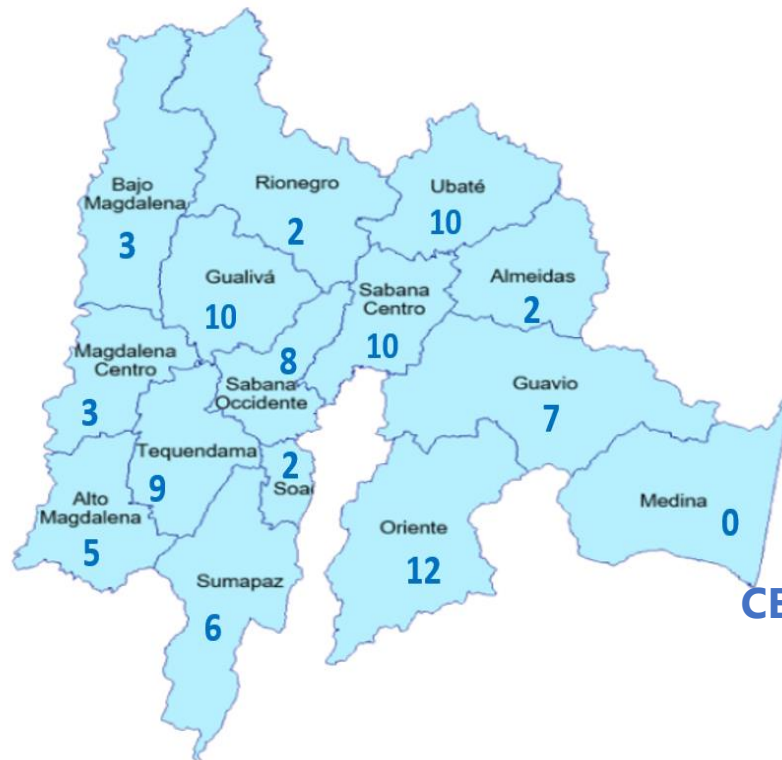 Bajo
Magdalena
3
Rionegro
2
Ubaté
10
Gualivá
10
Sabana
Centro
10
Almeidas
2
Magdalena
Centro
3
8
Sabana
Occidente
Guavio
7
Tequendama
9
2
Soa
Alto
Magdalena
5
Oriente
12
Medina
0
Sumapaz
6
CE